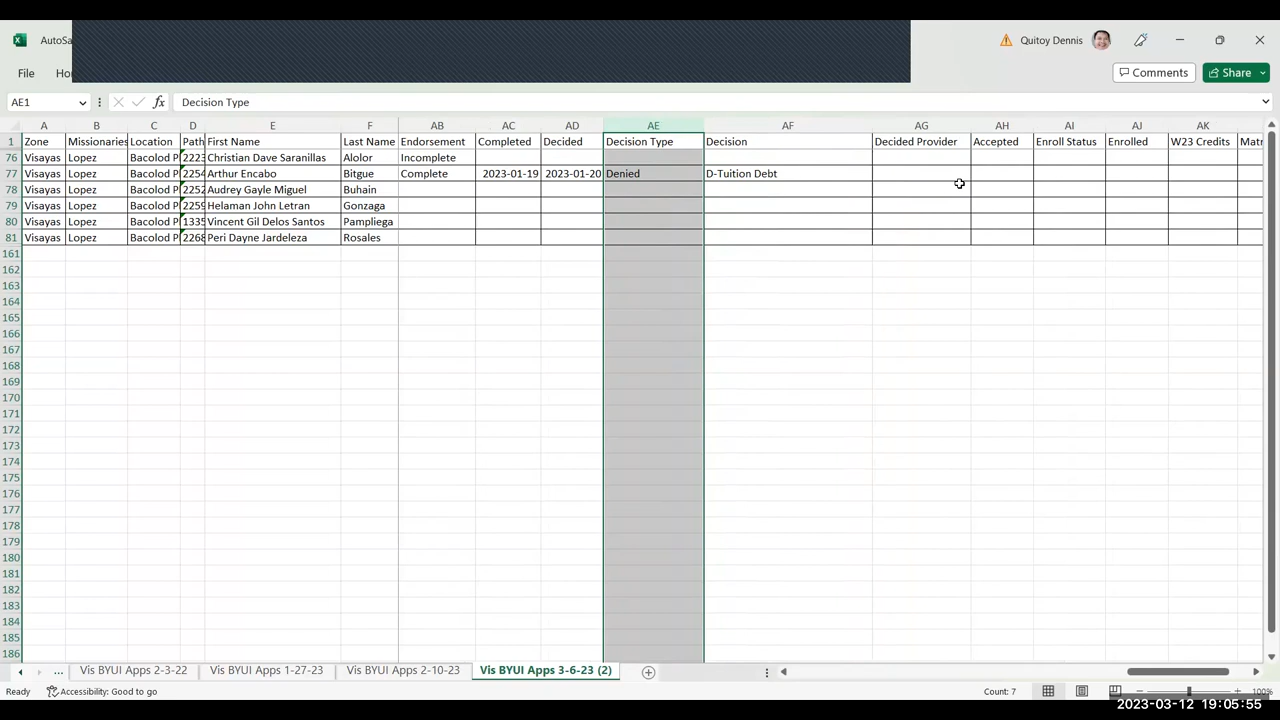 AutoSa
Quitoy Dennis
File Ho
Comments Share
AE1 fx Decision Type
A B C D E F AB AC AD AE AF AG AH AI AJ AK
1 Zone Missionaries Location Path First Name Last Name Endorsement Completed Decided Decision Type Decision Decided Provider Accepted Enroll Status Enrolled W23 Credits Matr
76 Visayas Lopez Bacolod P 2223 Christian Dave Saranillas Alolor Incomplete
77 Visayas Lopez Bacolod P 2254 Arthur Encabo Bitgue Complete 2023-01-19 2023-01-20 Denied D-Tuition Debt
78 Visayas Lopez Bacolod P 2252 Audrey Gayle Miguel Buhain
79 Visayas Lopez Bacolod P 2259 Helaman John Letran Gonzaga
80 Visayas Lopez Bacolod P 1335 Vincent Gil Delos Santos Pampliega
81 Visayas Lopez Bacolod P 2268 Peri Dayne Jardeleza Rosales
161
162
163
164
165
166
167
168
169
170
171
172
173
174
175
176
177
178
179
180
181
182
183
184
185
186
... Vis BYUI Apps 2-3-22 Vis BYUI Apps 1-27-23 Vis BYUI Apps 2-10-23 Vis BYUI Apps 3-6-23 (2)
Ready Accessibility: Good to go Count: 7 100%
2023-03-12 19:05:55